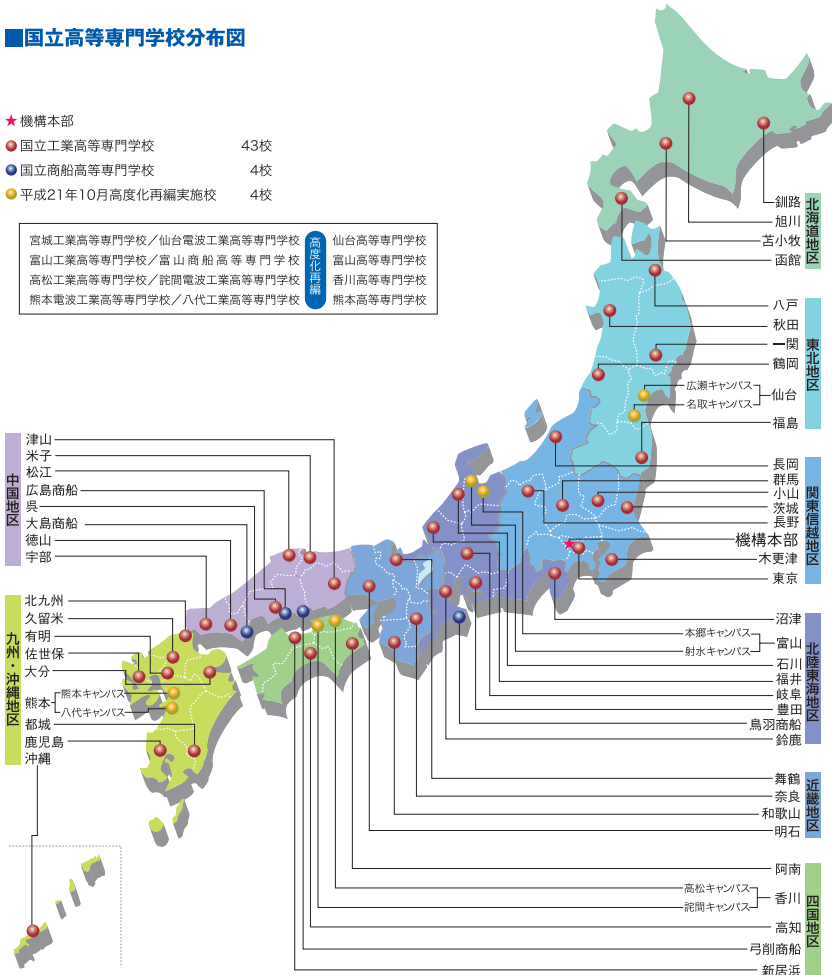 ■国立高等専門学校分布図
★機構本部
国立工業高等専門学校 43校
国立商船高等専門学校 4校
平成21年10月高度化再編実施校 4校
宮城工業高等専門学校／仙台電波工業高等専門学校 仙台高等専門学校
富山工業高等専門学校／富山商船高等専門学校 富山高等専門学校
高松工業高等専門学校／詫間電波工業高等専門学校 香川高等専門学校
熊本電波工業高等専門学校／八代工業高等専門学校 熊本高等専門学校
高度化再編
北海道地区
釧路
旭川
苫小牧
函館
東北地区
八戸
秋田
一関
鶴岡
広瀬キャンパス
名取キャンパス
仙台
福島
関東信越地区
長岡
群馬
小山
茨城
長野
機構本部
木更津
東京
北陸東海地区
沼津
本郷キャンパス
射水キャンパス
富山
石川
福井
岐阜
豊田
鳥羽商船
鈴鹿
近畿地区
舞鶴
奈良
和歌山
明石
四国地区
阿南
高松キャンパス
詫間キャンパス
香川
高知
弓削商船
新居浜
中国地区
津山
米子
松江
広島商船
呉
大島商船
徳山
宇部
九州・沖縄地区
北九州
久留米
有明
佐世保
大分
熊本
熊本キャンパス
八代キャンパス
都城
鹿児島
沖縄